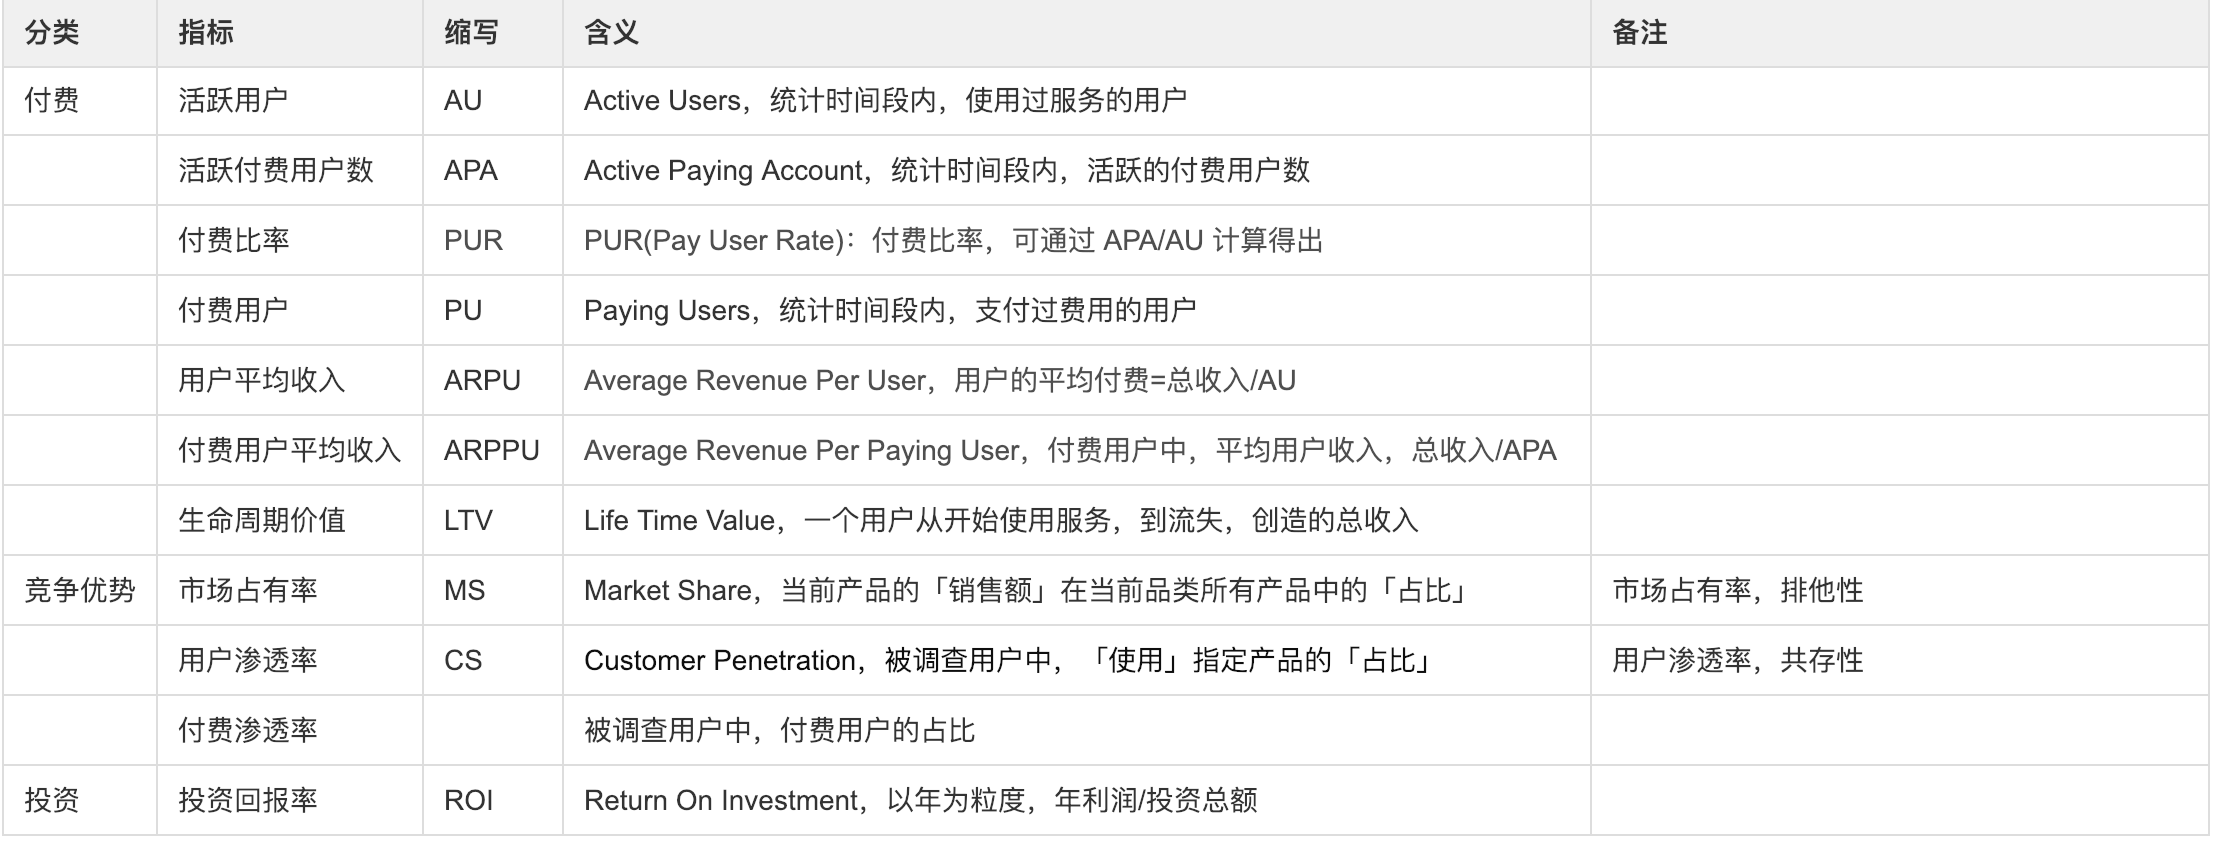 分类 指标 缩写 含义 备注
付费 活跃用户 AU Active Users，统计时间段内，使用过服务的用户
活跃付费用户数 APA Active Paying Account，统计时间段内，活跃的付费用户数
付费比率 PUR PUR(Pay User Rate)：付费比率，可通过 APA/AU 计算得出
付费用户 PU Paying Users，统计时间段内，支付过费用的用户
用户平均收入 ARPU Average Revenue Per User，用户的平均付费=总收入/AU
付费用户平均收入 ARPPU Average Revenue Per Paying User，付费用户中，平均用户收入，总收入/APA
生命周期价值 LTV Life Time Value，一个用户从开始使用服务，到流失，创造的总收入
竞争优势 市场占有率 MS Market Share，当前产品的「销售额」在当前品类所有产品中的「占比」 市场占有率，排他性
用户渗透率 CS Customer Penetration，被调查用户中，「使用」指定产品的「占比」 用户渗透率，共存性
付费渗透率 被调查用户中，付费用户的占比
投资 投资回报率 ROI Return On Investment，以年为粒度，年利润/投资总额